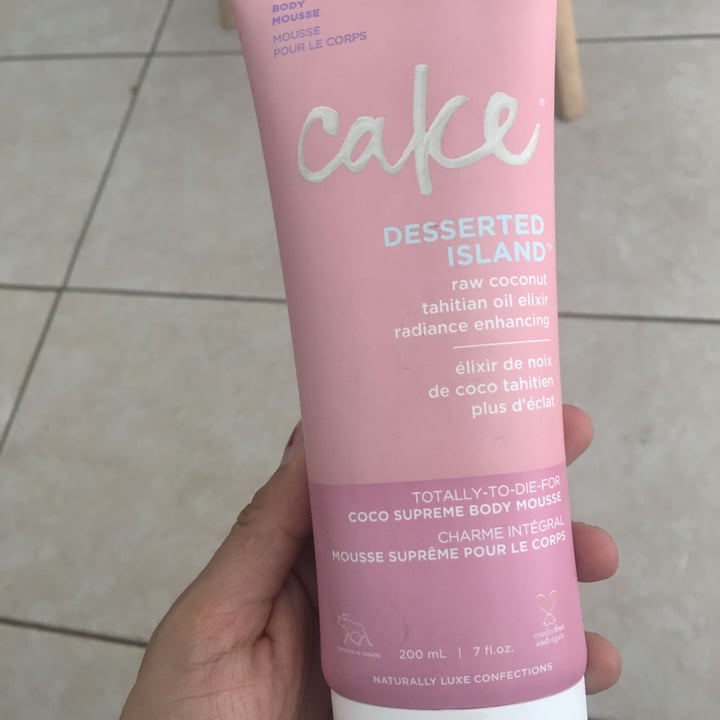 BODY
MOUSSE
MOUSSE
POUR LE CORPS
cake®
DESSERTED
ISLAND™
raw coconut
tahitian oil elixir
radiance enhancing
élixir de noix
de coco tahitien
plus d'éclat
TOTALLY-TO-DIE-FOR
COCO SUPREME BODY MOUSSE
CHARME INTÉGRAL
MOUSSE SUPRÊME POUR LE CORPS
200 mL | 7 fl.oz.
crueltyfree
andvegan
NATURALLY LUXE CONFECTIONS